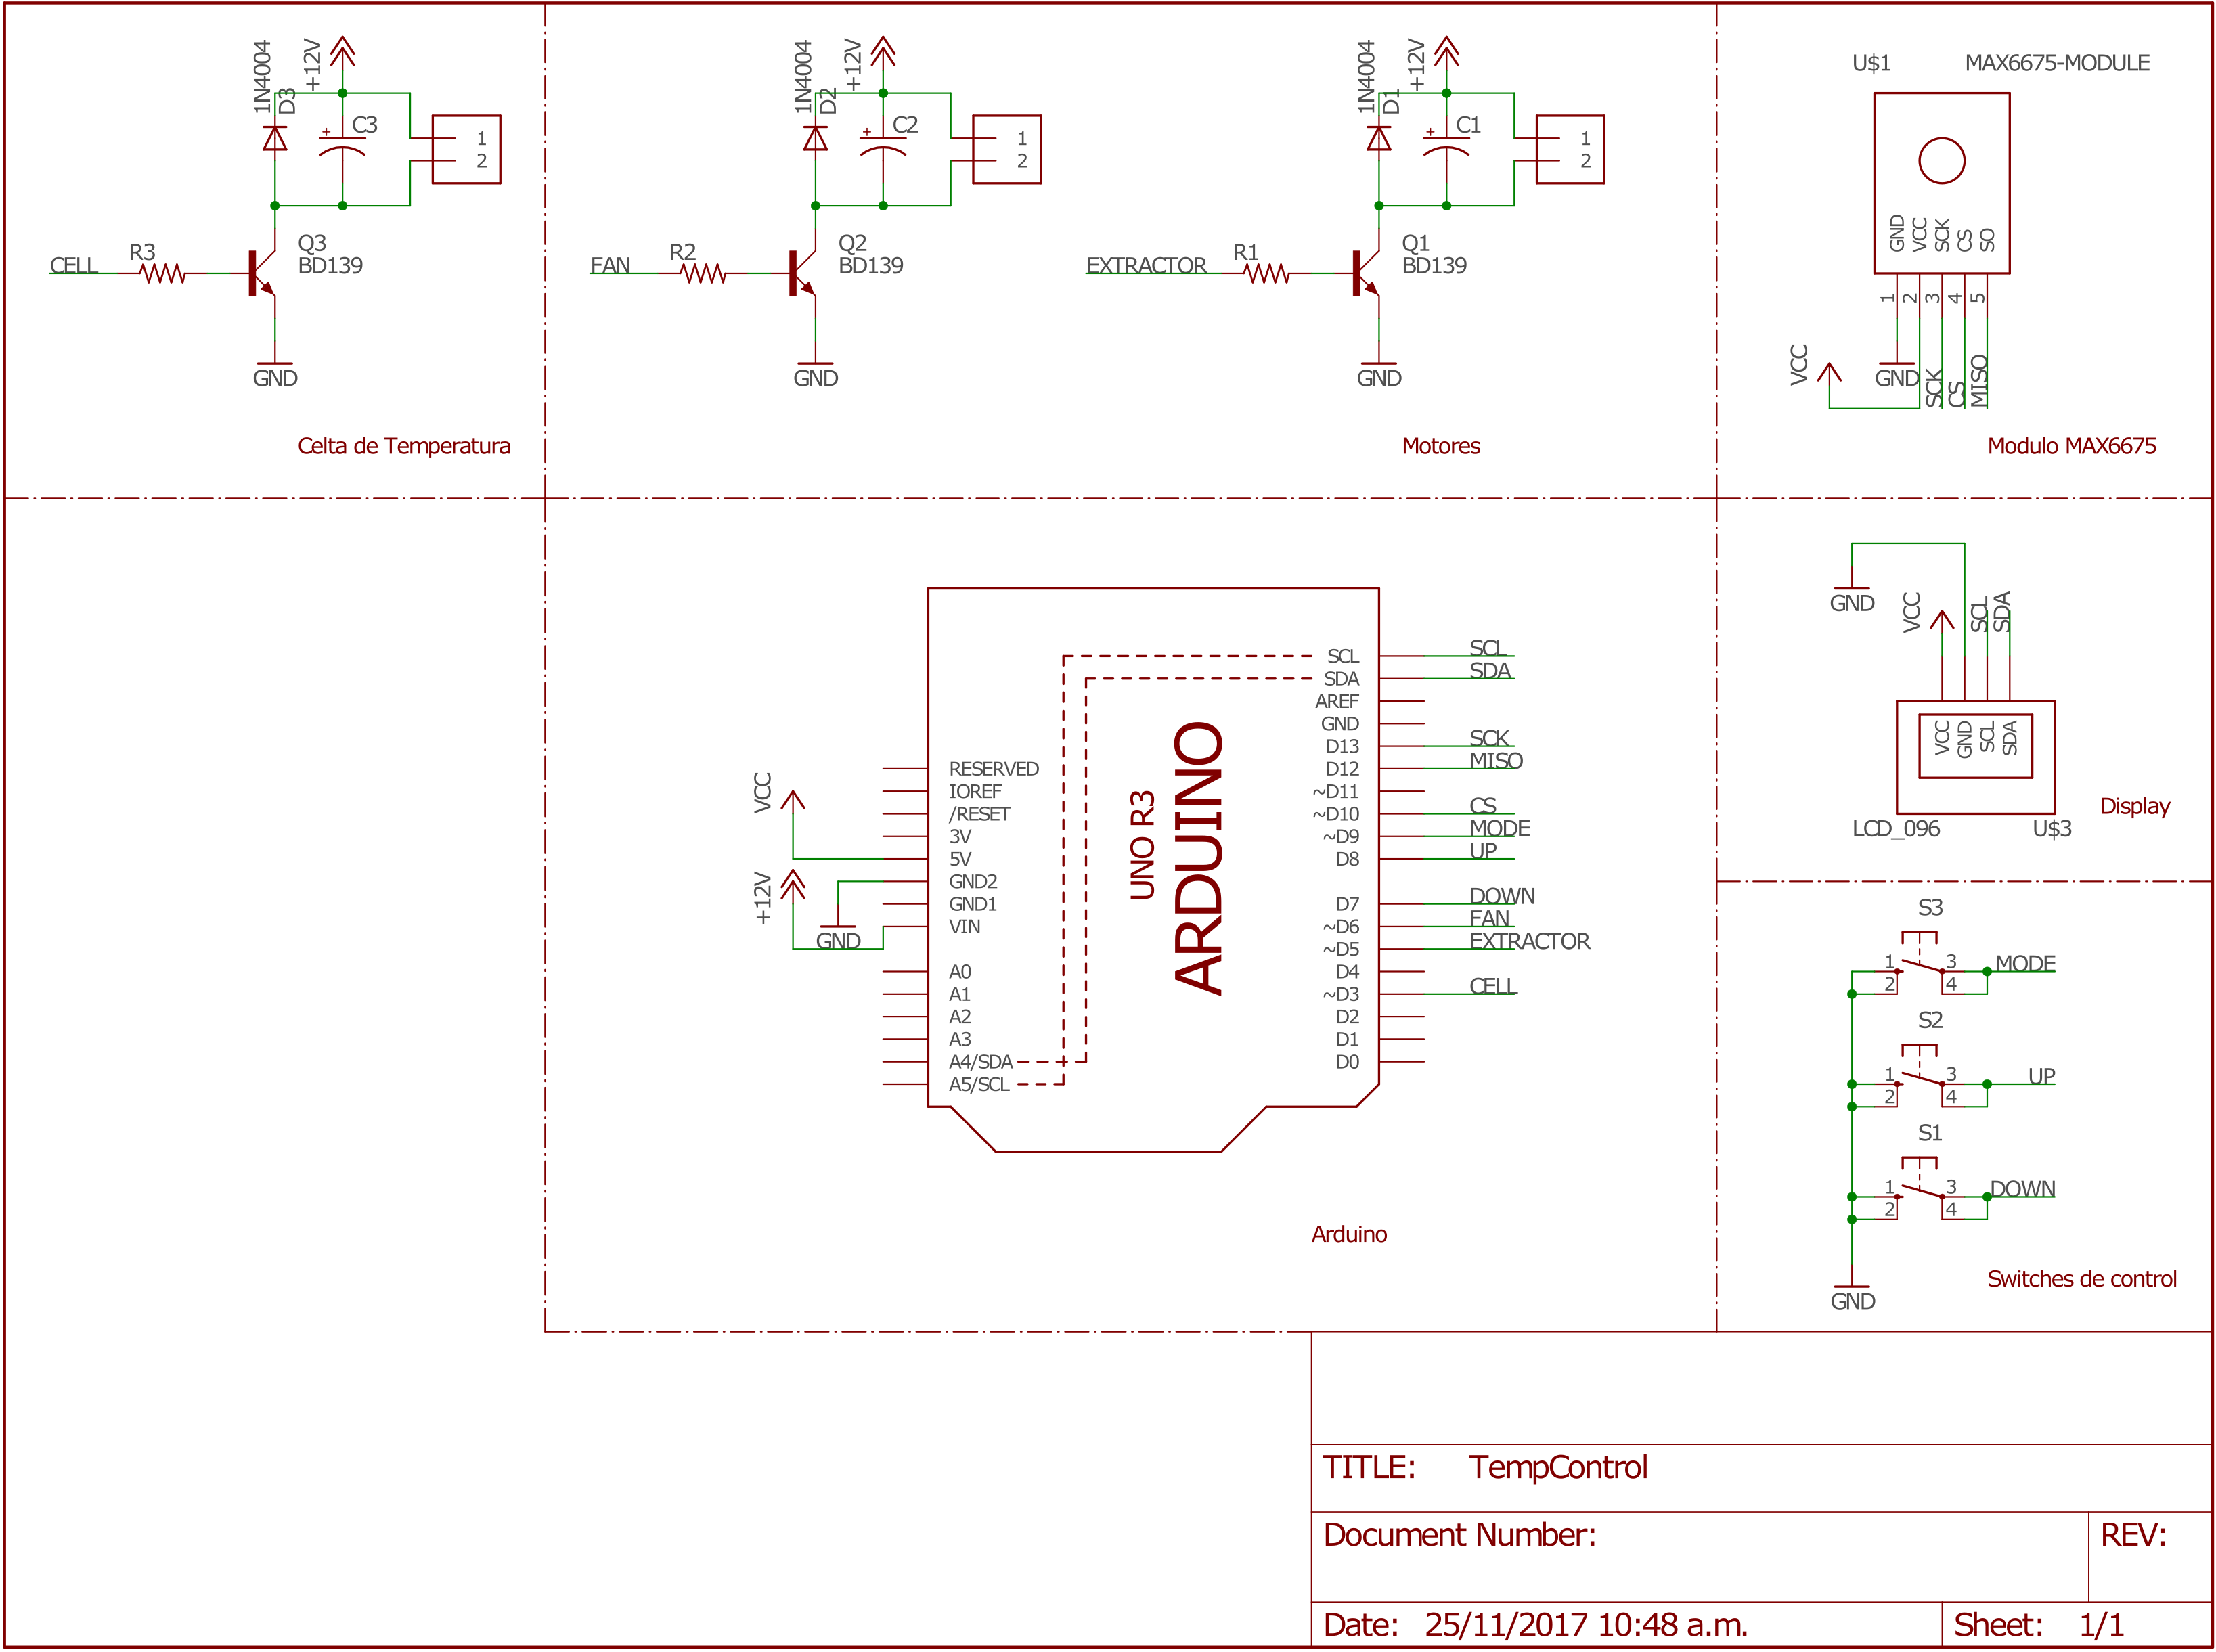 1N4004
D3
+12V
C3
+
1
2
CELL
R3
Q3
BD139
GND
Celta de Temperatura
1N4004
D2
+12V
C2
+
1
2
FAN
R2
Q2
BD139
GND
1N4004
D1
+12V
C1
+
1
2
EXTRACTOR
R1
Q1
BD139
GND
Motores
U$1 MAX6675-MODULE
GND VCC SCK CS SO
1 2 3 4 5
VCC
GND
SCK
CS
MISO
Modulo MAX6675
ARDUINO
UNO R3
VCC
+12V
GND
RESERVED
IOREF
/RESET
3V
5V
GND2
GND1
VIN
A0
A1
A2
A3
A4/SDA
A5/SCL
SCL SCL
SDA SDA
AREF
GND
D13 SCK
D12 MISO
~D11
~D10 CS
~D9 MODE
D8 UP
D7 DOWN
~D6 FAN
~D5 EXTRACTOR
D4
~D3 CELL
D2
D1
D0
Arduino
GND
VCC
SCL
SDA
VCC GND SCL SDA
LCD_096 U$3
Display
S3
1 3 MODE
2 4
S2
1 3 UP
2 4
S1
1 3 DOWN
2 4
GND
Switches de control
TITLE: TempControl
Document Number:
REV:
Date: 25/11/2017 10:48 a.m.
Sheet: 1/1